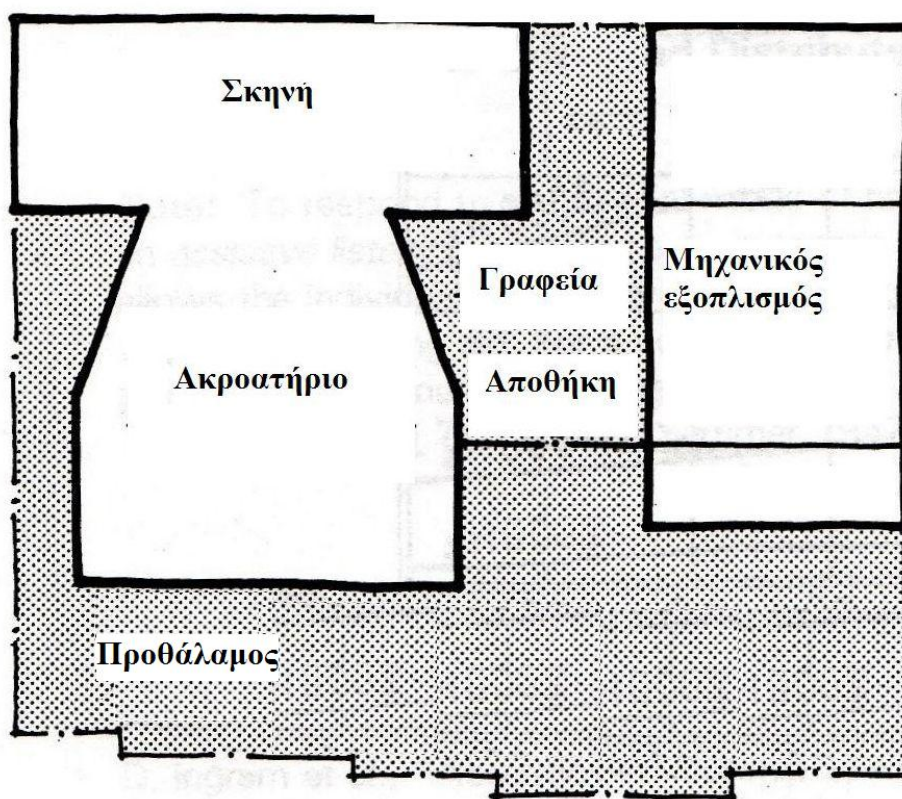 Σκηνή
Γραφεία
Μηχανικός
εξοπλισμός
Ακροατήριο
Αποθήκη
Προθάλαμος